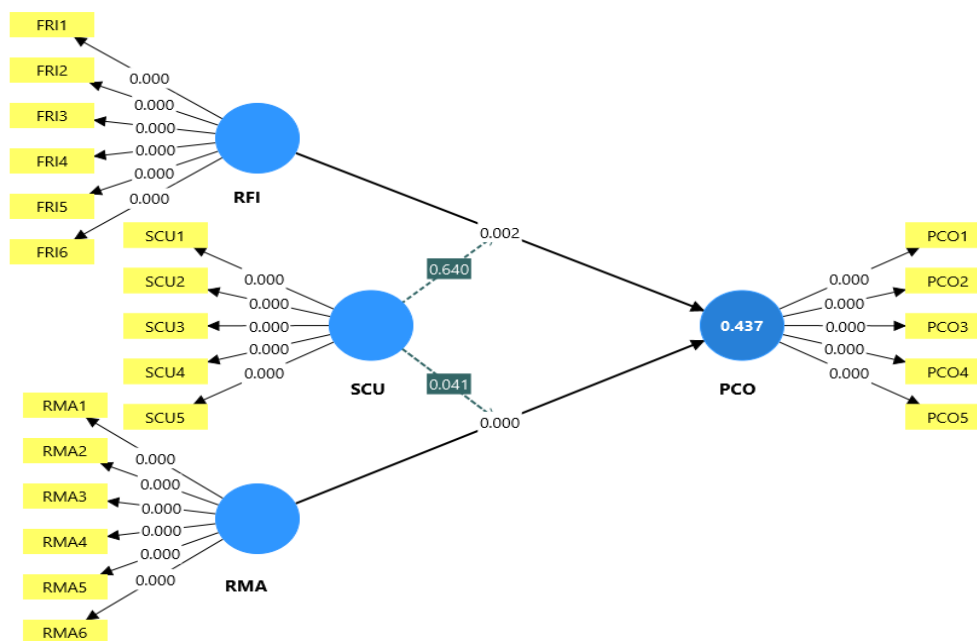 FRI1
FRI2
FRI3
FRI4
FRI5
FRI6
0.000
0.000
0.000
0.000
0.000
0.000
RFI
SCU1
SCU2
SCU3
SCU4
SCU5
0.000
0.000
0.000
0.000
0.000
SCU
0.640
0.041
0.002
0.000
RMA1
RMA2
RMA3
RMA4
RMA5
RMA6
0.000
0.000
0.000
0.000
0.000
0.000
RMA
0.437
PCO
0.000
0.000
0.000
0.000
0.000
PCO1
PCO2
PCO3
PCO4
PCO5